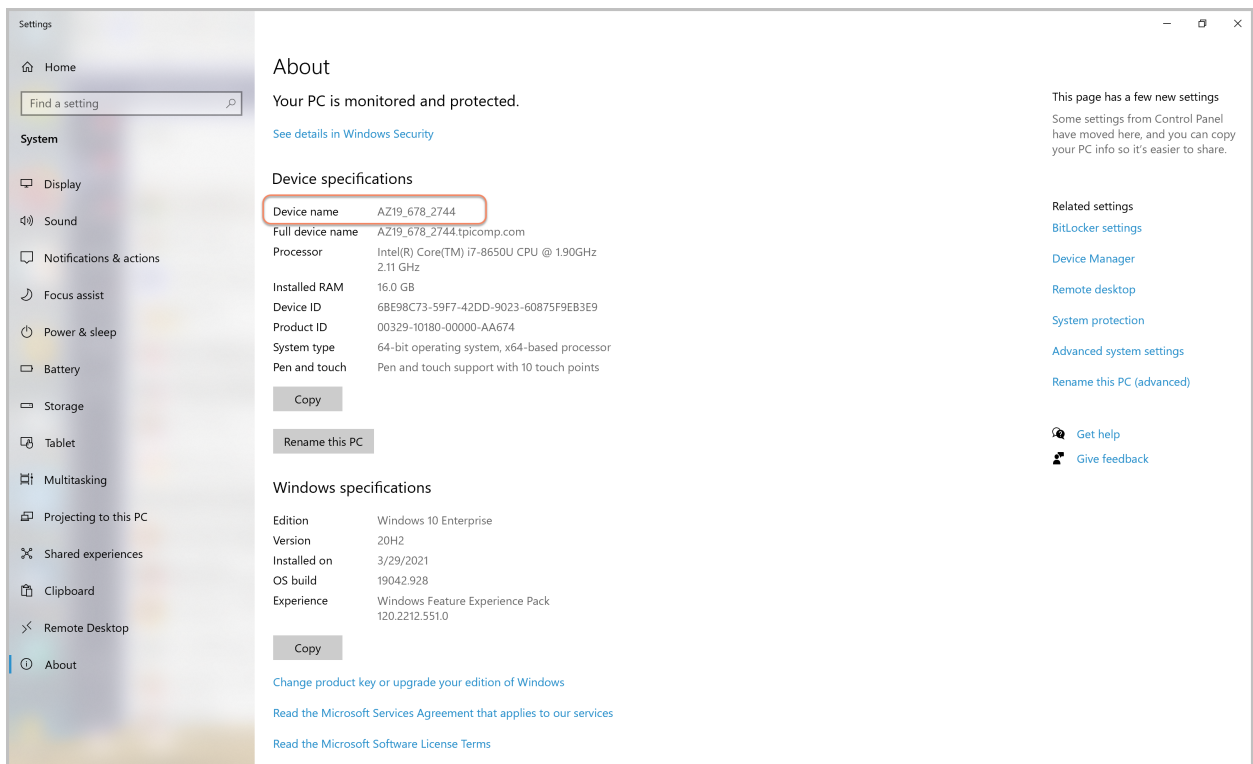 Settings
Home
Find a setting
System
Display
Sound
Notifications & actions
Focus assist
Power & sleep
Battery
Storage
Tablet
Multitasking
Projecting to this PC
Shared experiences
Clipboard
Remote Desktop
About
About
Your PC is monitored and protected.
See details in Windows Security
Device specifications
Device name AZ19_678_2744
Full device name AZ19_678_2744.tpicomp.com
Processor Intel(R) Core(TM) i7-8650U CPU @ 1.90GHz
2.11 GHz
Installed RAM 16.0 GB
Device ID 6BE98C73-59F7-42DD-9023-60875F9EB3E9
Product ID 00329-10180-00000-AA674
System type 64-bit operating system, x64-based processor
Pen and touch Pen and touch support with 10 touch points
Copy
Rename this PC
Windows specifications
Edition Windows 10 Enterprise
Version 20H2
Installed on 3/29/2021
OS build 19042.928
Experience Windows Feature Experience Pack
120.2212.551.0
Copy
Change product key or upgrade your edition of Windows
Read the Microsoft Services Agreement that applies to our services
Read the Microsoft Software License Terms
This page has a few new settings
Some settings from Control Panel
have moved here, and you can copy
your PC info so it's easier to share.
Related settings
BitLocker settings
Device Manager
Remote desktop
System protection
Advanced system settings
Rename this PC (advanced)
Get help
Give feedback